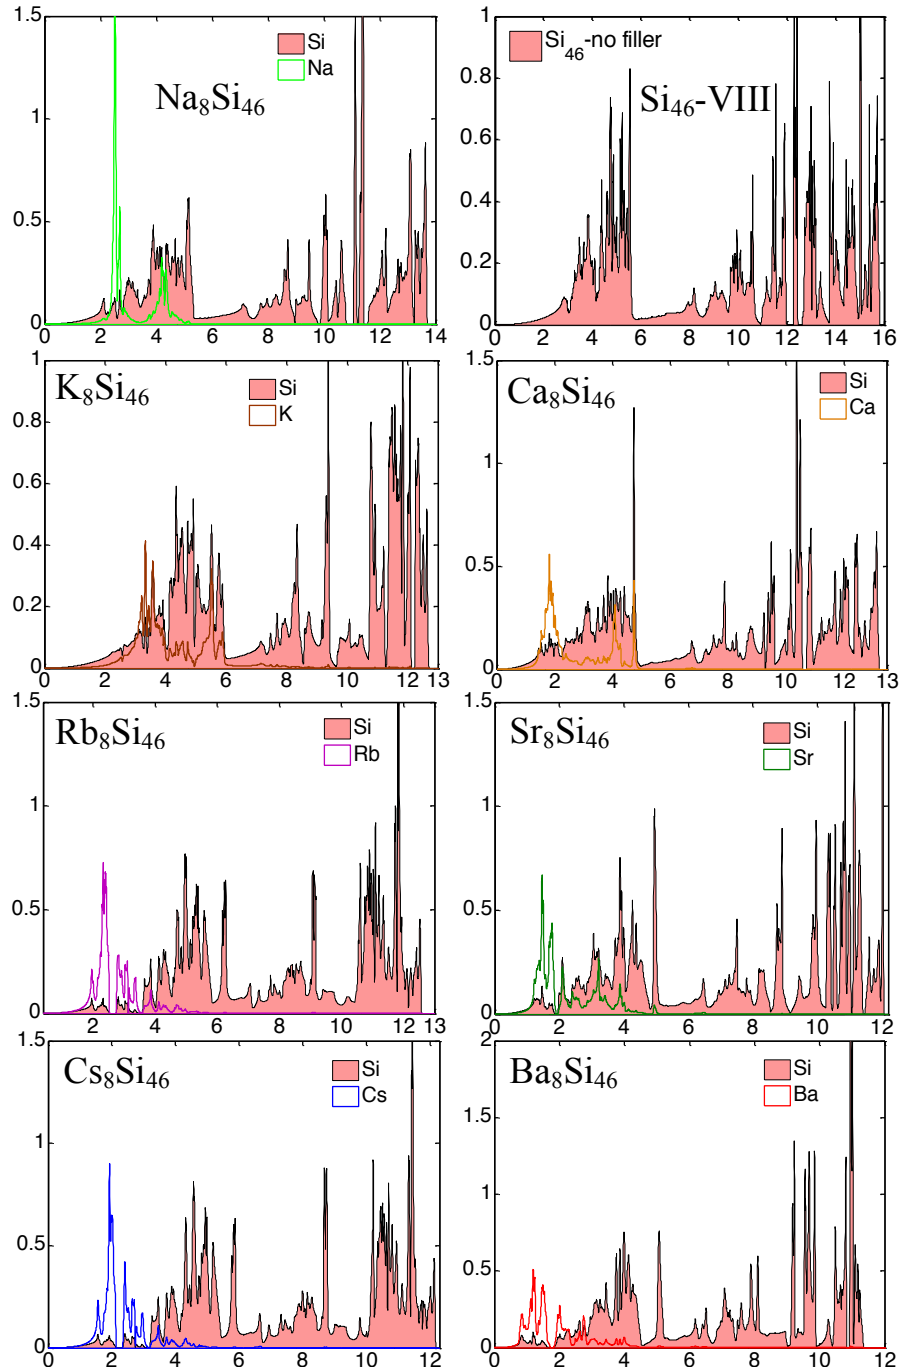 1.5
1
0.5
0
Si
Na
Na8Si46
0 2 4 6 8 10 12 14
1
0.8
0.6
0.4
0.2
0
Si46-no filler
Si46-VIII
0 2 4 6 8 10 12 14 16
1
0.8
0.6
0.4
0.2
0
K8Si46
Si
K
0 2 4 6 8 10 12 13
1.5
1
0.5
0
Ca8Si46
Si
Ca
0 2 4 6 8 10 12 13
1.5
1
0.5
0
Rb8Si46
Si
Rb
2 4 6 8 10 12 13
1.5
1
0.5
0
Sr8Si46
Si
Sr
0 2 4 6 8 10 12
1.5
1
0.5
0
Cs8Si46
Si
Cs
0 2 4 6 8 10 12
2
1.5
1
0.5
0
Ba8Si46
Si
Ba
0 2 4 6 8 10 12